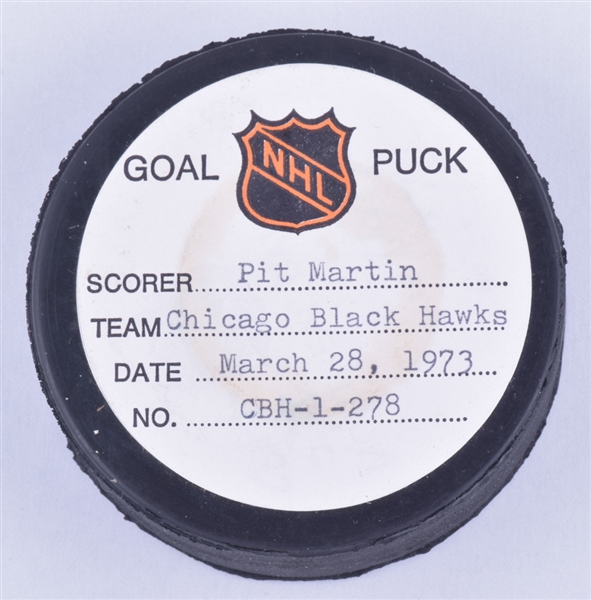 GOAL NHL PUCK
SCORER Pit Martin
TEAM Chicago Black Hawks
DATE March 28, 1973
NO. CBH-1-278